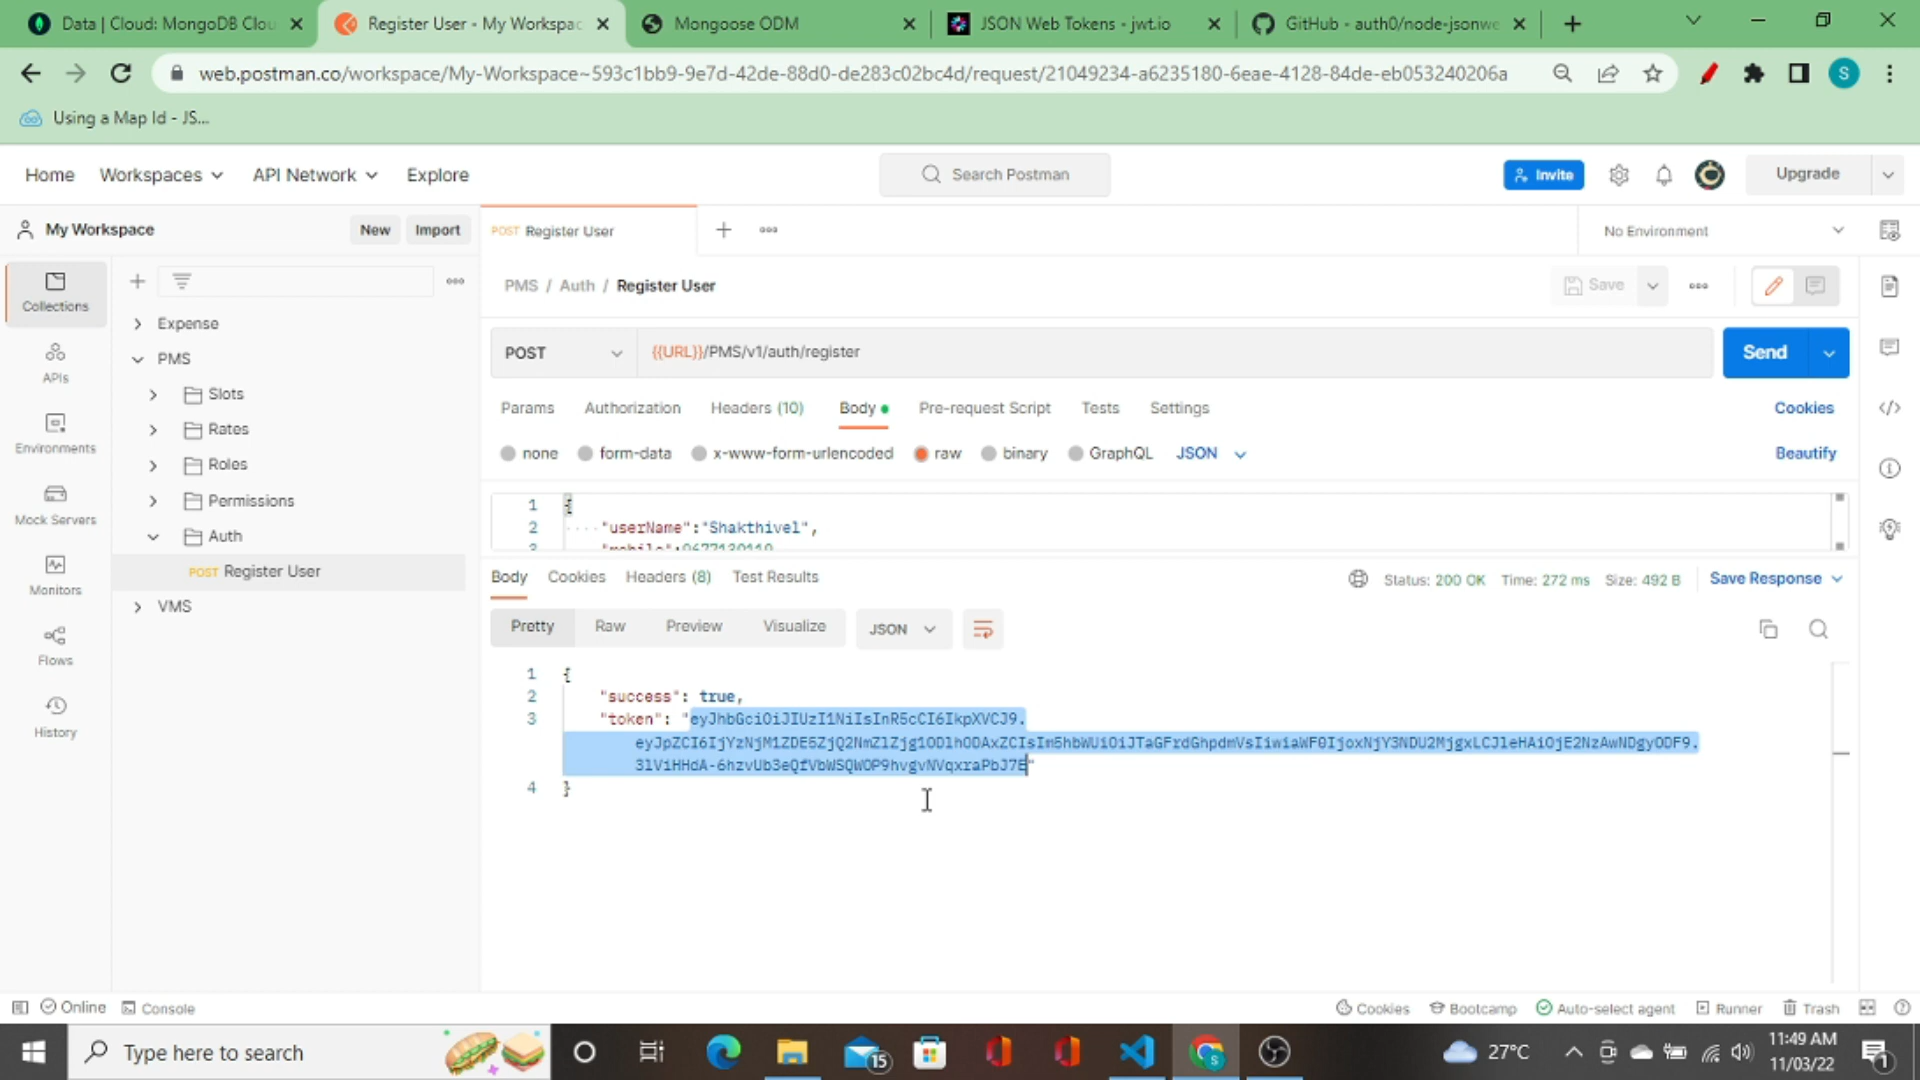 Data | Cloud: MongoDB Clou
Register User - My Workspac
Mongoose ODM
JSON Web Tokens - jwt.io
GitHub - auth0/node-jsonwe
web.postman.co/workspace/My-Workspace~593c1bb9-9e7d-42de-88d0-de283c02bc4d/request/21049234-a6235180-6eae-4128-84de-eb053240206a
S
Using a Map Id - JS...
Home
Workspaces
API Network
Explore
Search Postman
Invite
Upgrade
My Workspace
New
Import
POST Register User
No Environment
Collections
APIs
Environments
Mock Servers
Monitors
Flows
History
Expense
PMS
Slots
Rates
Roles
Permissions
Auth
POST Register User
VMS
PMS / Auth / Register User
Save
POST
{{URL}}/PMS/v1/auth/register
Send
Params
Authorization
Headers (10)
Body
Pre-request Script
Tests
Settings
Cookies
none
form-data
x-www-form-urlencoded
raw
binary
GraphQL
JSON
Beautify
1 {
2 "userName":"Shakthivel",
3 "mobile":9677130110
Body
Cookies
Headers (8)
Test Results
Status: 200 OK
Time: 272 ms
Size: 492 B
Save Response
Pretty
Raw
Preview
Visualize
JSON
1 {
2 "success": true,
3 "token": "eyJhbGciOiJIUzI1NiIsInR5cCI6IkpXVCJ9.
4 }
Online
Console
Cookies
Bootcamp
Auto-select agent
Runner
Trash
Type here to search
15
27°C
11:49 AM
11/03/22
1